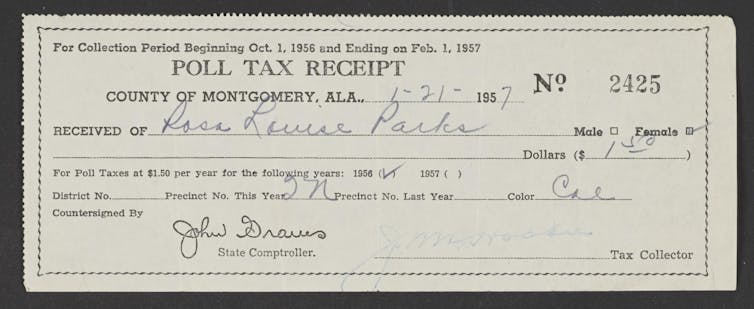 For Collection Period Beginning Oct. 1, 1956 and Ending on Feb. 1, 1957
POLL TAX RECEIPT
COUNTY OF MONTGOMERY, ALA., 1-21- 1957 No 2425
RECEIVED OF Rosa Louise Parks Male ☐ Female ☑
Dollars ($ 1 50 )
For Poll Taxes at $1.50 per year for the following years: 1956 (✓) 1957 ( )
District No. Precinct No. This Year 2N Precinct No. Last Year Color Col
Countersigned By
John Graves
State Comptroller.
Tax Collector